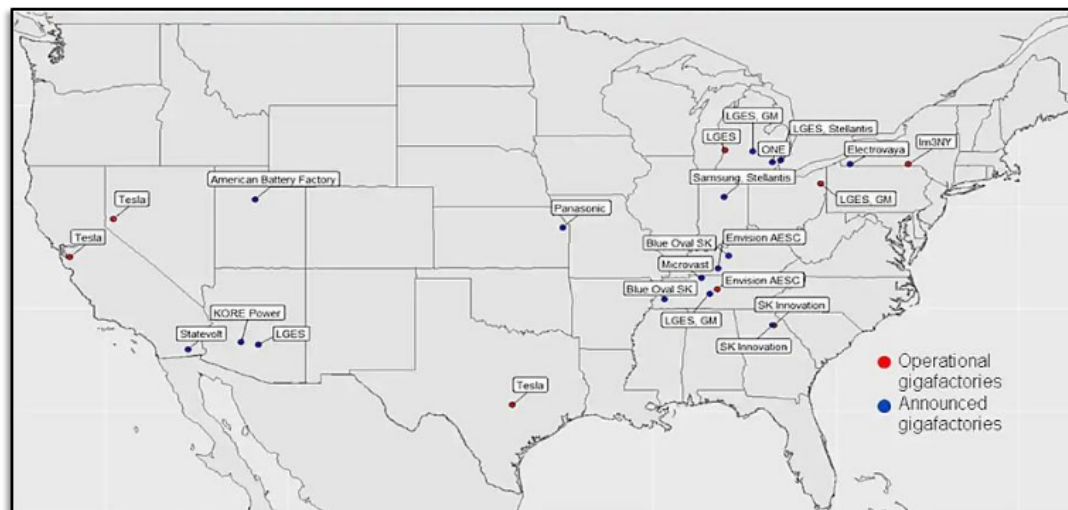 LGES, GM
LGES, Stellantis
LGES
ONE
Im3NY
Electrovaya
American Battery Factory
Samsung, Stellantis
LGES, GM
Tesla
Panasonic
Tesla
Blue Oval SK
Envision AESC
Microvast
Envision AESC
Blue Oval SK
KORE Power
SK Innovation
LGES, GM
Statevolt
LGES
SK Innovation
Tesla
Operational
gigafactories
Announced
gigafactories